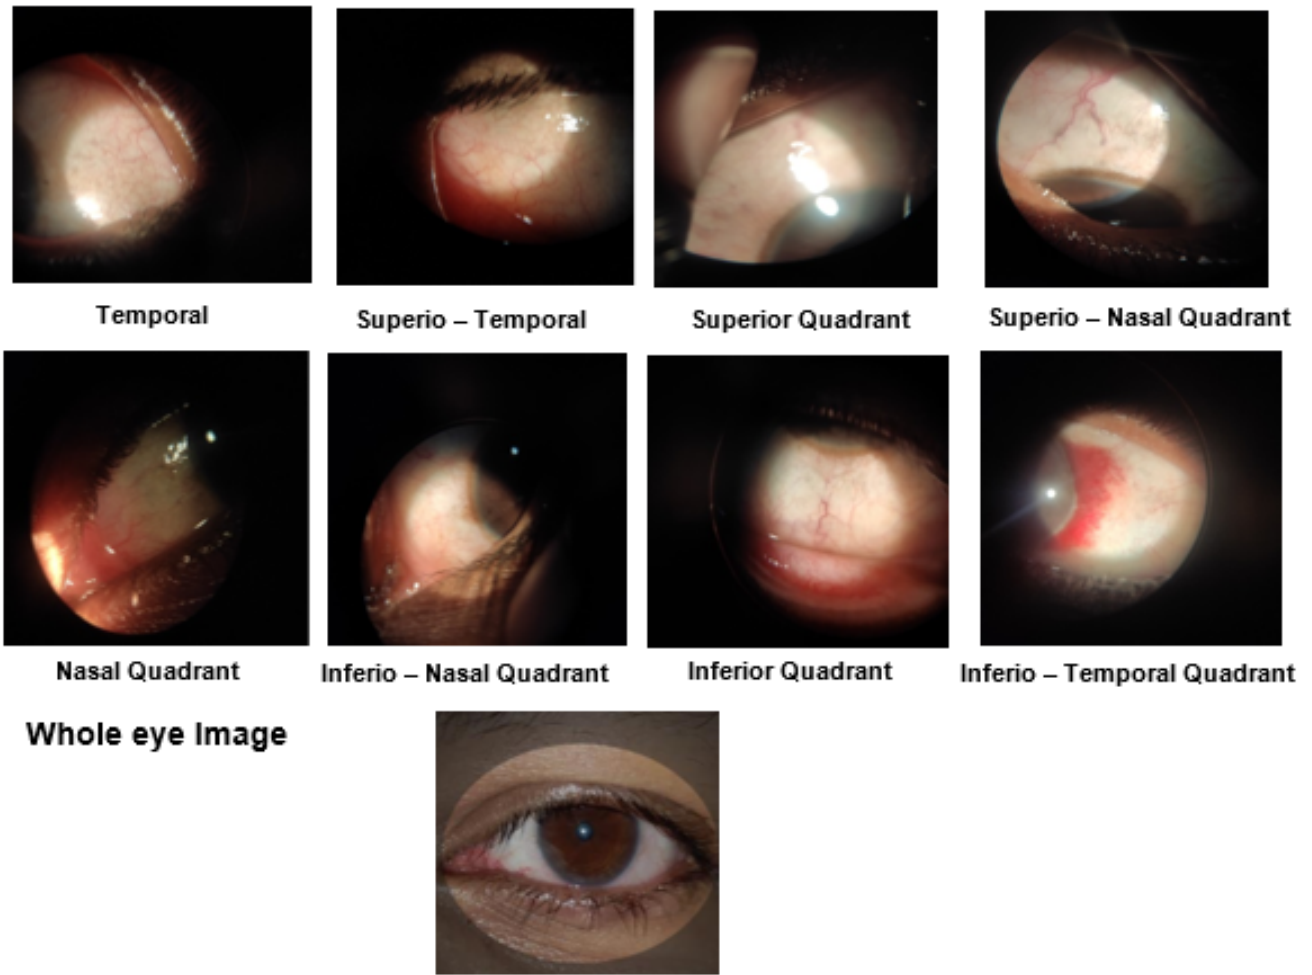 Temporal
Superio – Temporal
Superior Quadrant
Superio – Nasal Quadrant
Nasal Quadrant
Inferio – Nasal Quadrant
Inferior Quadrant
Inferio – Temporal Quadrant
Whole eye Image